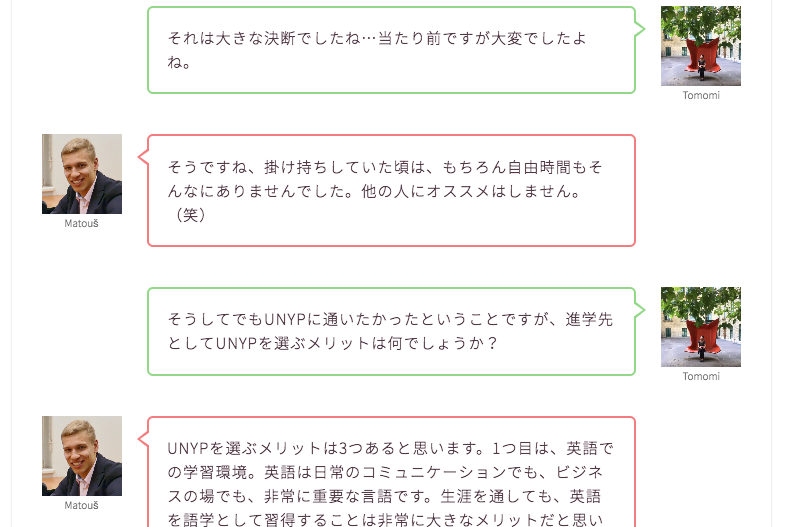 それは大きな決断でしたね…当たり前ですが大変でしたよ
ね。
Tomomi
そうですね、掛け持ちしていた頃は、もちろん自由時間もそ
んなにありませんでした。他の人にオススメはしません。
（笑）
Matouš
そうしてでもUNYPに通いたかったということですが、進学先
としてUNYPを選ぶメリットは何でしょうか？
Tomomi
UNYPを選ぶメリットは3つあると思います。1つ目は、英語で
の学習環境。英語は日常のコミュニケーションでも、ビジネ
スの場でも、非常に重要な言語です。生涯を通しても、英語
を語学として習得することは非常に大きなメリットだと思い
Matouš